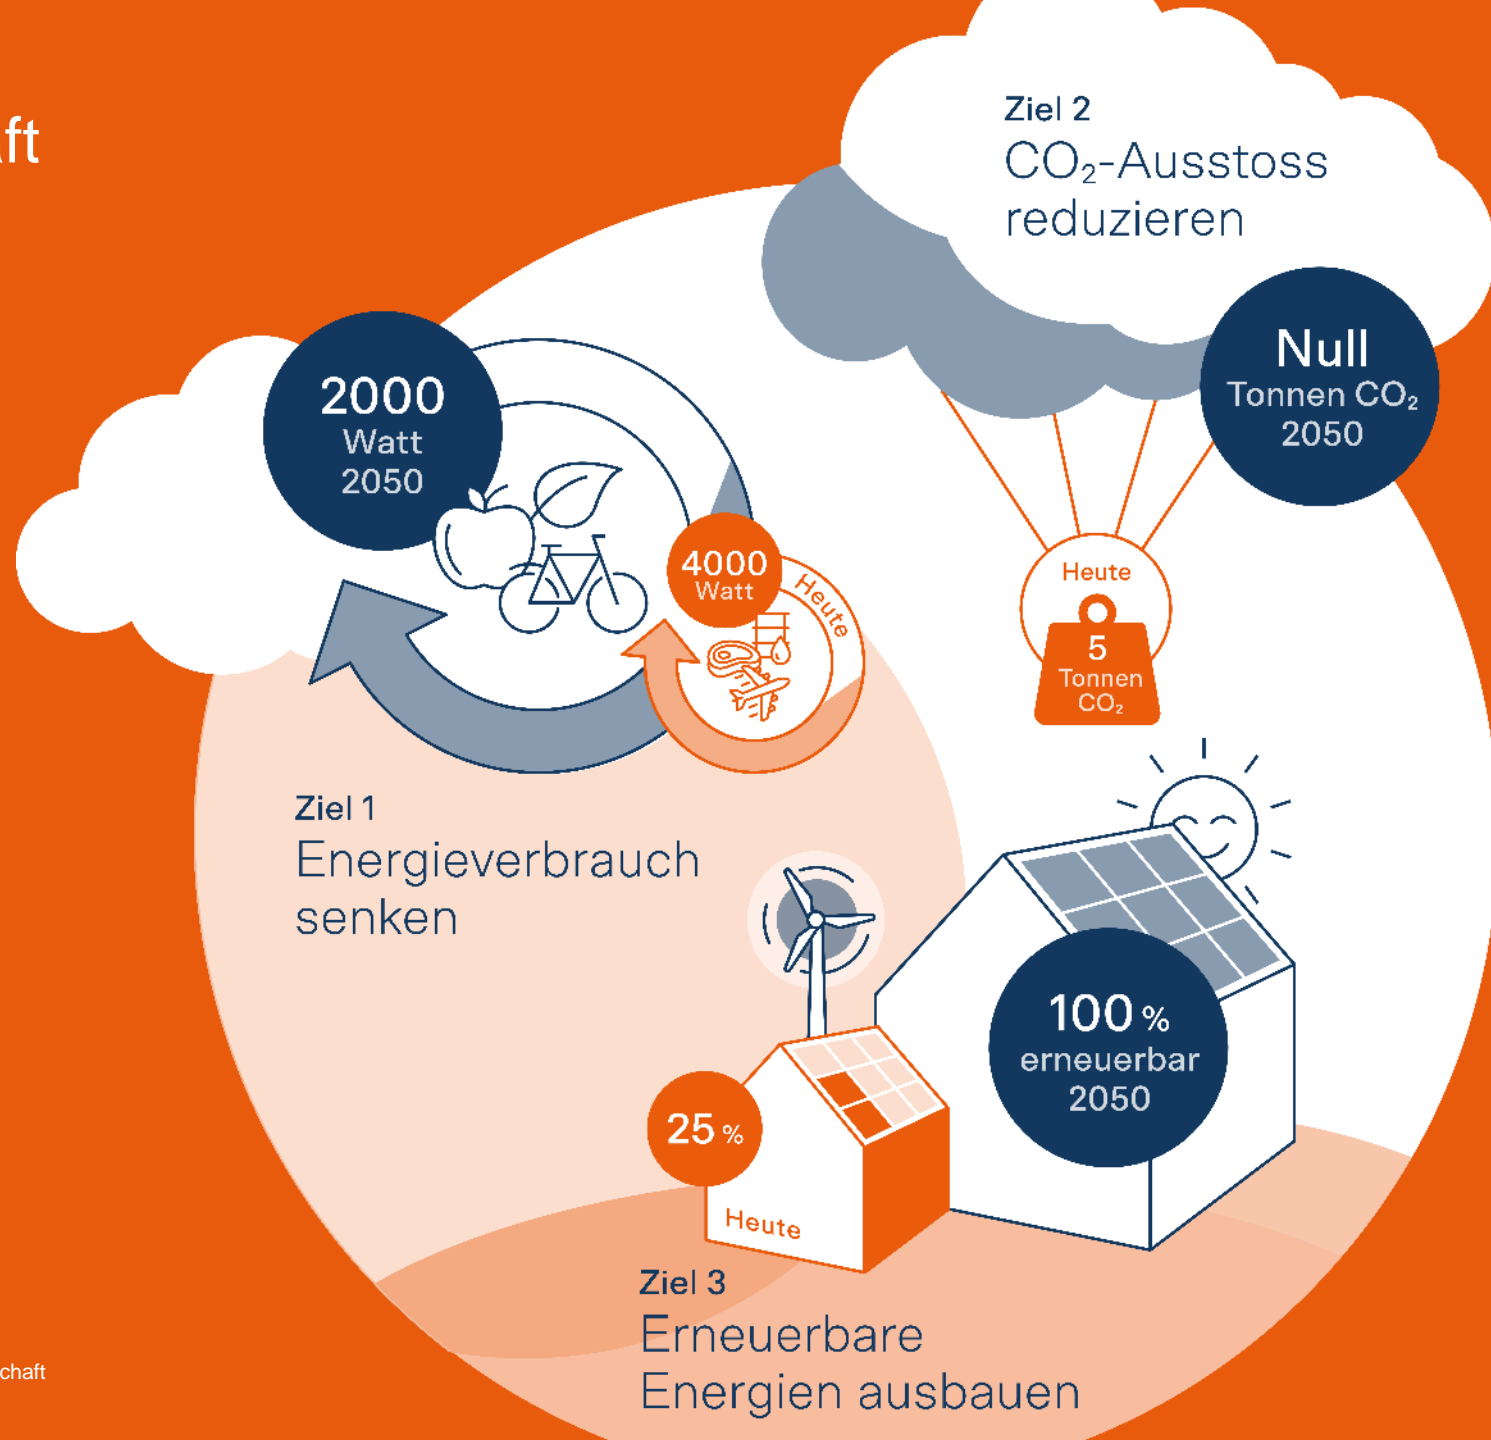 ft
Ziel 2
CO₂-Ausstoss
reduzieren
Null
Tonnen CO₂
2050
2000
Watt
2050
4000
Watt
Heute
Heute
5
Tonnen
CO₂
Ziel 1
Energieverbrauch
senken
100 %
erneuerbar
2050
25 %
Heute
Ziel 3
Erneuerbare
Energien ausbauen
chaft